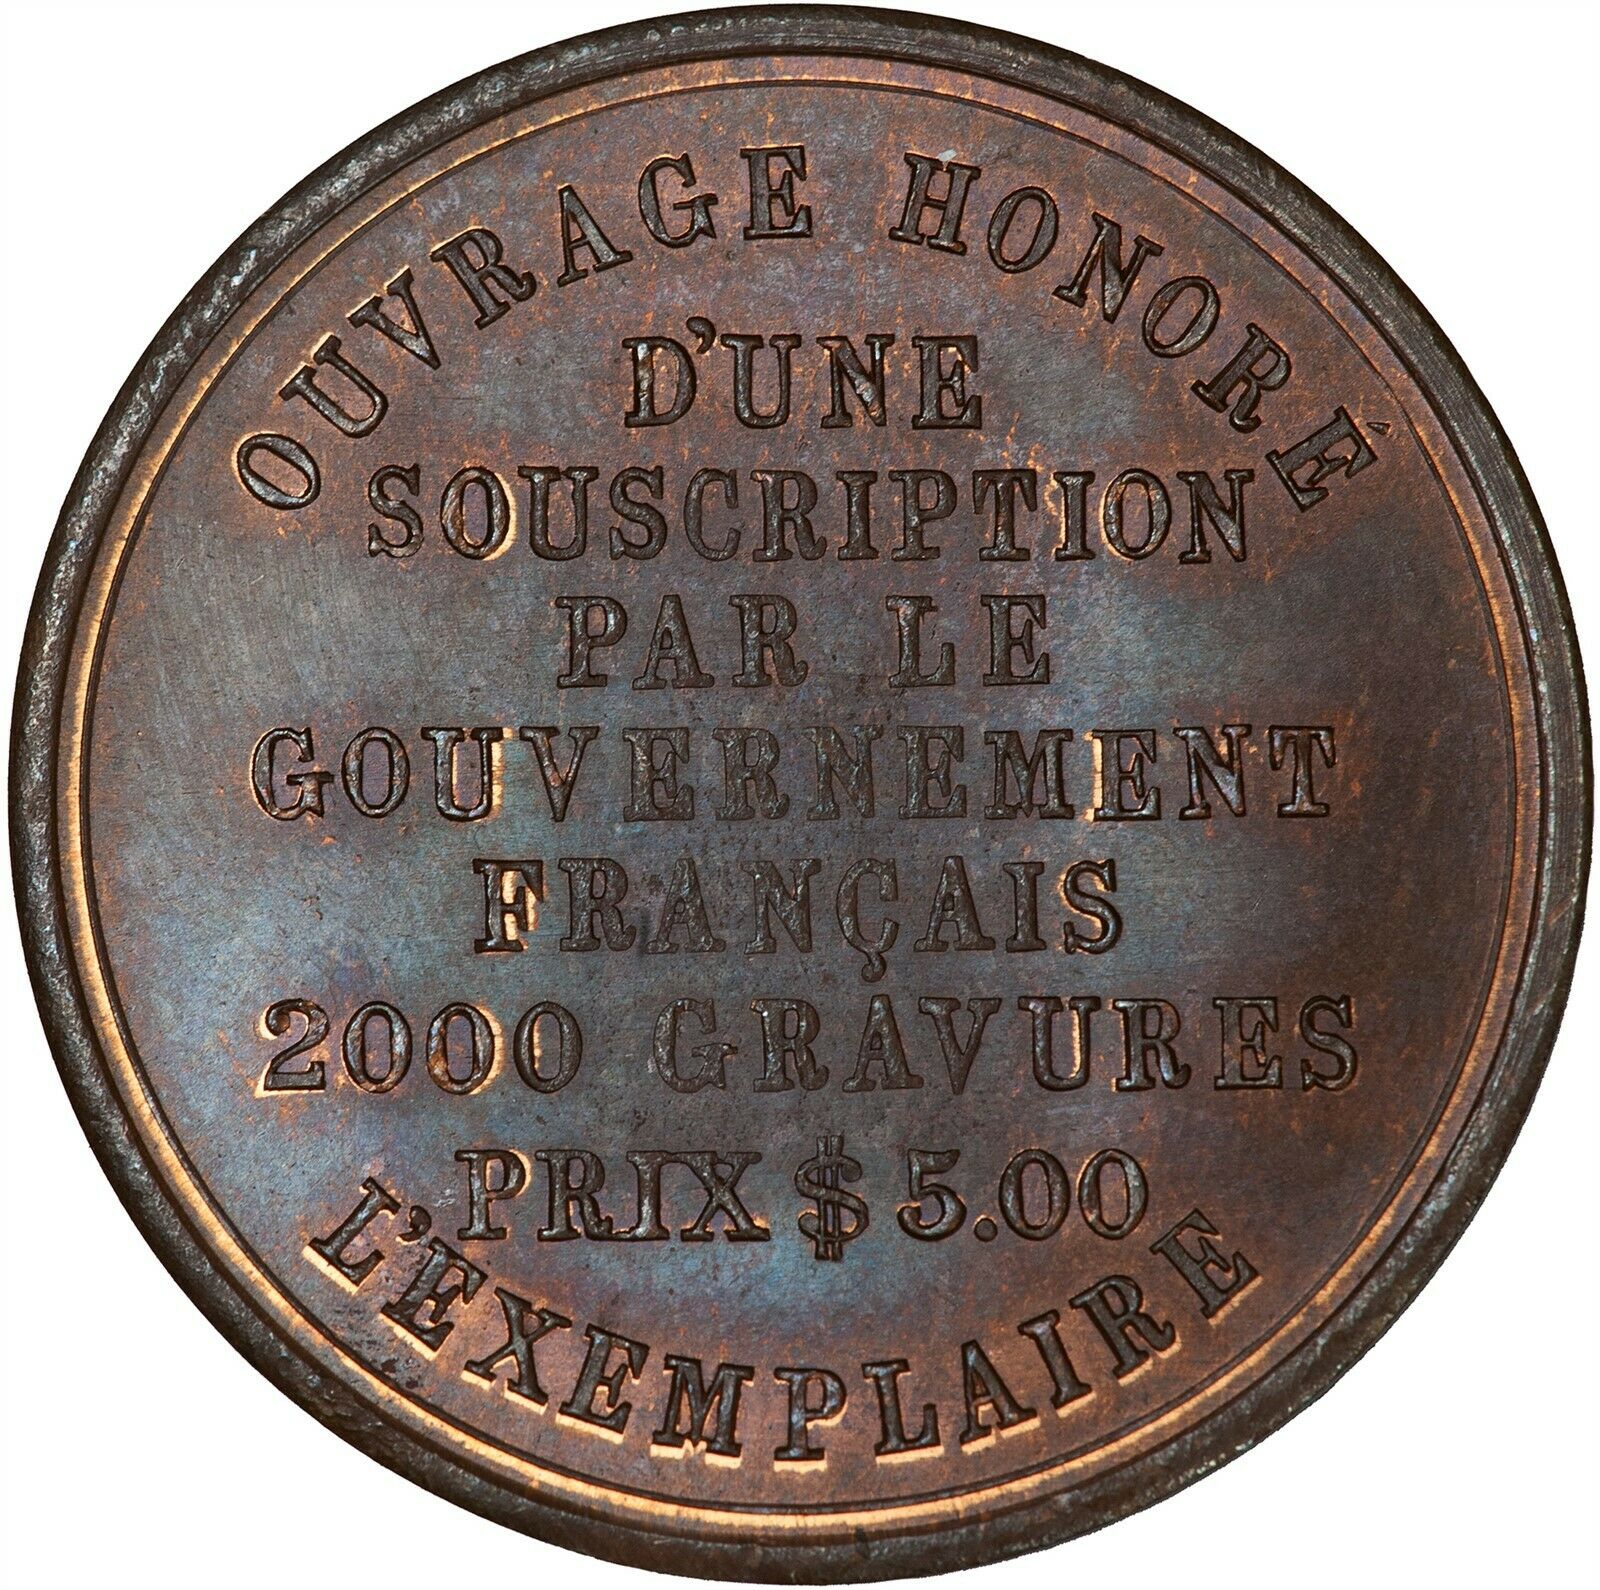 OUVRAGE HONORÉ
D'UNE
SOUSCRIPTION
PAR LE
GOUVERNEMENT
FRANÇAIS
2000 GRAVURES
PRIX $5.00
L'EXEMPLAIRE